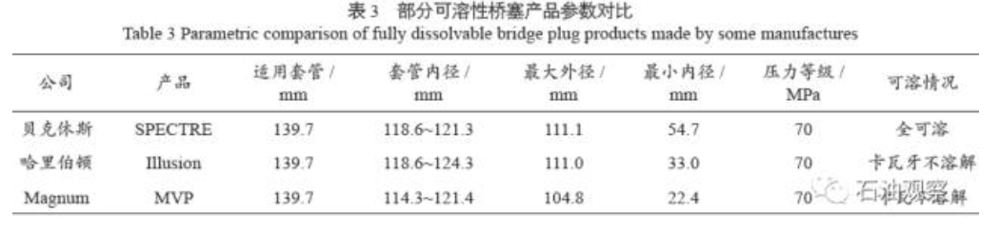 表 3 部分可溶性桥塞产品参数对比
Table 3 Parametric comparison of fully dissolvable bridge plug products made by some manufactures
公司 产品 适用套管 / mm 套管内径 / mm 最大外径 / mm 最小内径 / mm 压力等级 / MPa 可溶情况
贝克休斯 SPECTRE 139.7 118.6~121.3 111.1 54.7 70 全可溶
哈里伯顿 Illusion 139.7 118.6~124.3 111.0 33.0 70 卡瓦牙不溶解
Magnum MVP 139.7 114.3~121.4 104.8 22.4 70 不溶解
石油观察